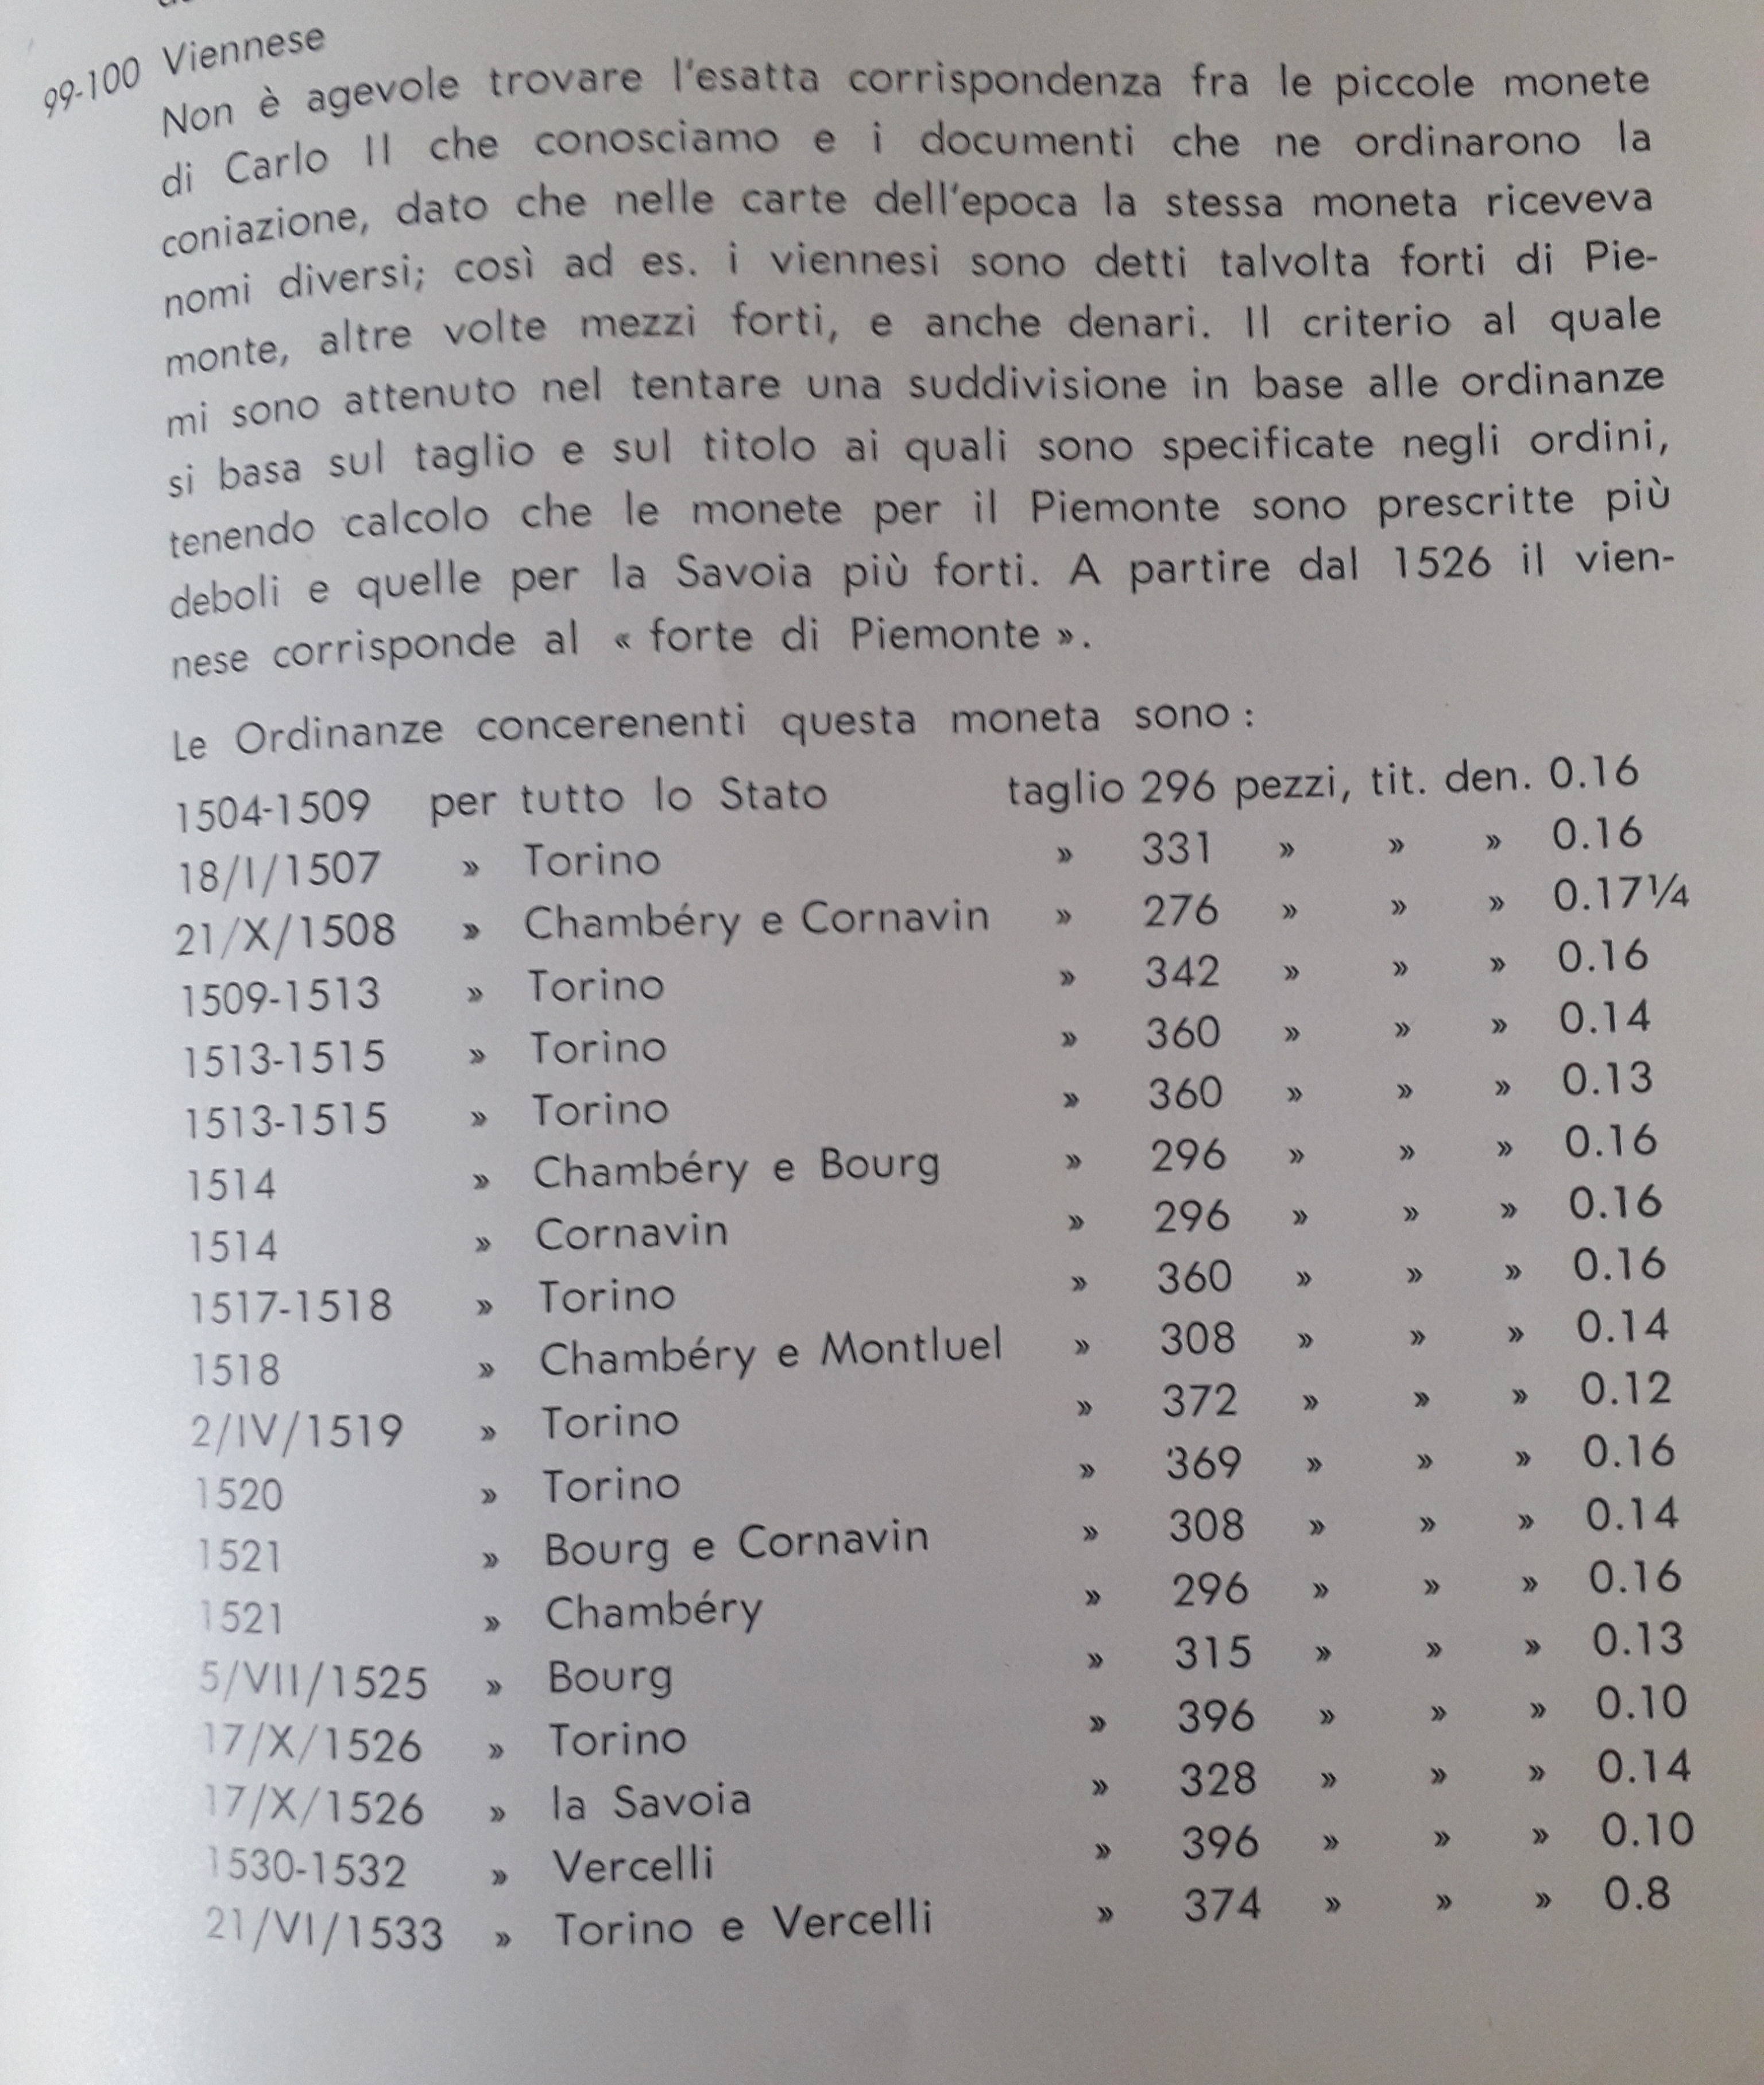 99-100 Viennese
Non è agevole trovare l'esatta corrispondenza fra le piccole monete
di Carlo II che conosciamo e i documenti che ne ordinarono la
coniazione, dato che nelle carte dell'epoca la stessa moneta riceveva
nomi diversi; così ad es. i viennesi sono detti talvolta forti di Pie-
monte, altre volte mezzi forti, e anche denari. Il criterio al quale
mi sono attenuto nel tentare una suddivisione in base alle ordinanze
si basa sul taglio e sul titolo ai quali sono specificate negli ordini,
tenendo calcolo che le monete per il Piemonte sono prescritte più
deboli e quelle per la Savoia più forti. A partire dal 1526 il vien-
nese corrisponde al « forte di Piemonte ».
Le Ordinanze concerenenti questa moneta sono :
1504-1509 per tutto lo Stato taglio 296 pezzi, tit. den. 0.16
18/I/1507 » Torino » 331 » » » 0.16
21/X/1508 » Chambéry e Cornavin » 276 » » » 0.17¼
1509-1513 » Torino » 342 » » » 0.16
1513-1515 » Torino » 360 » » » 0.14
1513-1515 » Torino » 360 » » » 0.13
1514 » Chambéry e Bourg » 296 » » » 0.16
1514 » Cornavin » 296 » » » 0.16
1517-1518 » Torino » 360 » » » 0.16
1518 » Chambéry e Montluel » 308 » » » 0.14
2/IV/1519 » Torino » 372 » » » 0.12
1520 » Torino » 369 » » » 0.16
1521 » Bourg e Cornavin » 308 » » » 0.14
1521 » Chambéry » 296 » » » 0.16
5/VII/1525 » Bourg » 315 » » » 0.13
17/X/1526 » Torino » 396 » » » 0.10
17/X/1526 » la Savoia » 328 » » » 0.14
1530-1532 » Vercelli » 396 » » » 0.10
21/VI/1533 » Torino e Vercelli » 374 » » » 0.8